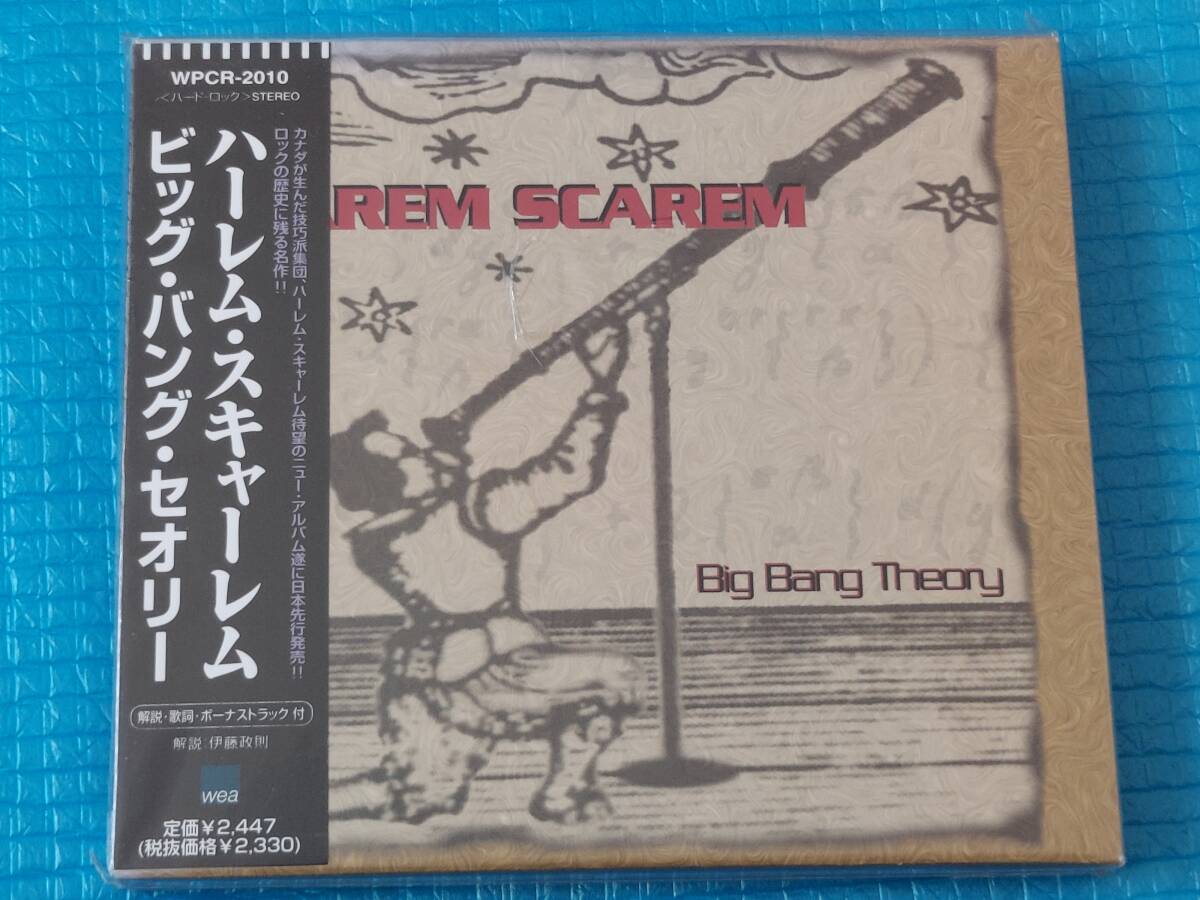 WPCR-2010
<ハード・ロック>STEREO
カナダが生んだ技巧派集団、ハーレム・スキャーレム待望のニュー・アルバム遂に日本先行発売!!
ロックの歴史に残る名作!!
ハーレム・スキャーレム
ビッグ・バング・セオリー
解説・歌詞・ボーナストラック付
解説:伊藤政則
wea
定価¥2,447
(税抜価格¥2,330)
AREM SCAREM
Big Bang Theory